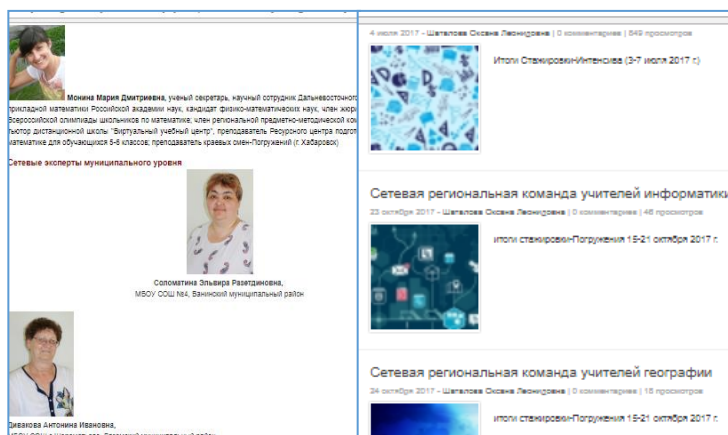 Монина Мария Дмитриевна, ученый секретарь, научный сотрудник Дальневосточного
прикладной математики Российской академии наук, кандидат физико-математических наук, член жюри
Всероссийской олимпиады школьников по математике; член региональной предметно-методической ком
тьютор дистанционной школы "Виртуальный учебный центр", преподаватель Ресурсного центра подгот
математике для обучающихся 5-6 классов; преподаватель краевых смен-Погружений (г. Хабаровск)
Сетевые эксперты муниципального уровня
Соломатина Эльвира Разетдиновна,
МБОУ СОШ №4, Ванинский муниципальный район
Дивакова Антонина Ивановна,
4 июля 2017 - Шаталова Оксана Леонидовна | 0 комментариев | 849 просмотров
Итоги Стажировки-Интенсива (3-7 июля 2017 г.)
Сетевая региональная команда учителей информатики
23 октября 2017 - Шаталова Оксана Леонидовна | 0 комментариев | 46 просмотров
итоги стажировки-Погружения 15-21 октября 2017 г.
Сетевая региональная команда учителей географии
24 октября 2017 - Шаталова Оксана Леонидовна | 0 комментариев | 15 просмотров
итоги стажировки-Погружения 15-21 октября 2017 г.